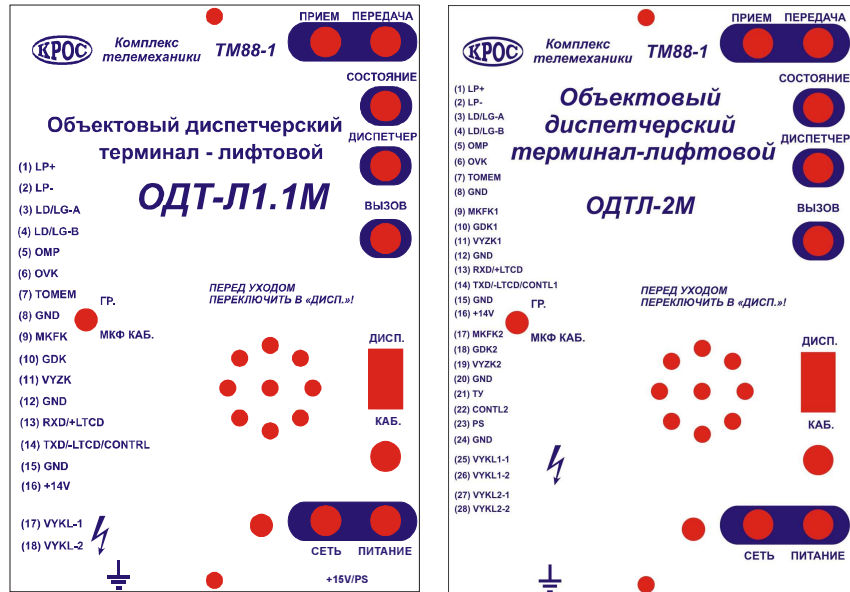 ПРИЕМ ПЕРЕДАЧА
КРОС
Комплекс
телемеханики
ТМ88-1
СОСТОЯНИЕ
Объектовый диспетчерский
терминал - лифтовой
ДИСПЕТЧЕР
ОДТ-Л1.1М
ВЫЗОВ
(1) LP+
(2) LP-
(3) LD/LG-A
(4) LD/LG-B
(5) OMP
(6) OVK
(7) TOMEM
(8) GND
(9) MKFK
(10) GDK
(11) VYZK
(12) GND
(13) RXD/+LTCD
(14) TXD/-LTCD/CONTRL
(15) GND
(16) +14V
(17) VYKL-1
(18) VYKL-2
ПЕРЕД УХОДОМ
ПЕРЕКЛЮЧИТЬ В «ДИСП.»!
ГР.
МКФ КАБ.
ДИСП.
КАБ.
СЕТЬ ПИТАНИЕ
+15V/PS
ПРИЕМ ПЕРЕДАЧА
КРОС
Комплекс
телемеханики
ТМ88-1
СОСТОЯНИЕ
Объектовый
диспетчерский
терминал-лифтовой
ДИСПЕТЧЕР
ОДТЛ-2М
ВЫЗОВ
(1) LP+
(2) LP-
(3) LD/LG-A
(4) LD/LG-B
(5) OMP
(6) OVK
(7) TOMEM
(8) GND
(9) MKFK1
(10) GDK1
(11) VYZK1
(12) GND
(13) RXD/+LTCD
(14) TXD/-LTCD/CONTL1
(15) GND
(16) +14V
(17) MKFK2
(18) GDK2
(19) VYZK2
(20) GND
(21) ТУ
(22) CONTL2
(23) PS
(24) GND
(25) VYKL1-1
(26) VYKL1-2
(27) VYKL2-1
(28) VYKL2-2
ПЕРЕД УХОДОМ
ПЕРЕКЛЮЧИТЬ В «ДИСП.»!
ГР.
МКФ КАБ.
ДИСП.
КАБ.
СЕТЬ ПИТАНИЕ